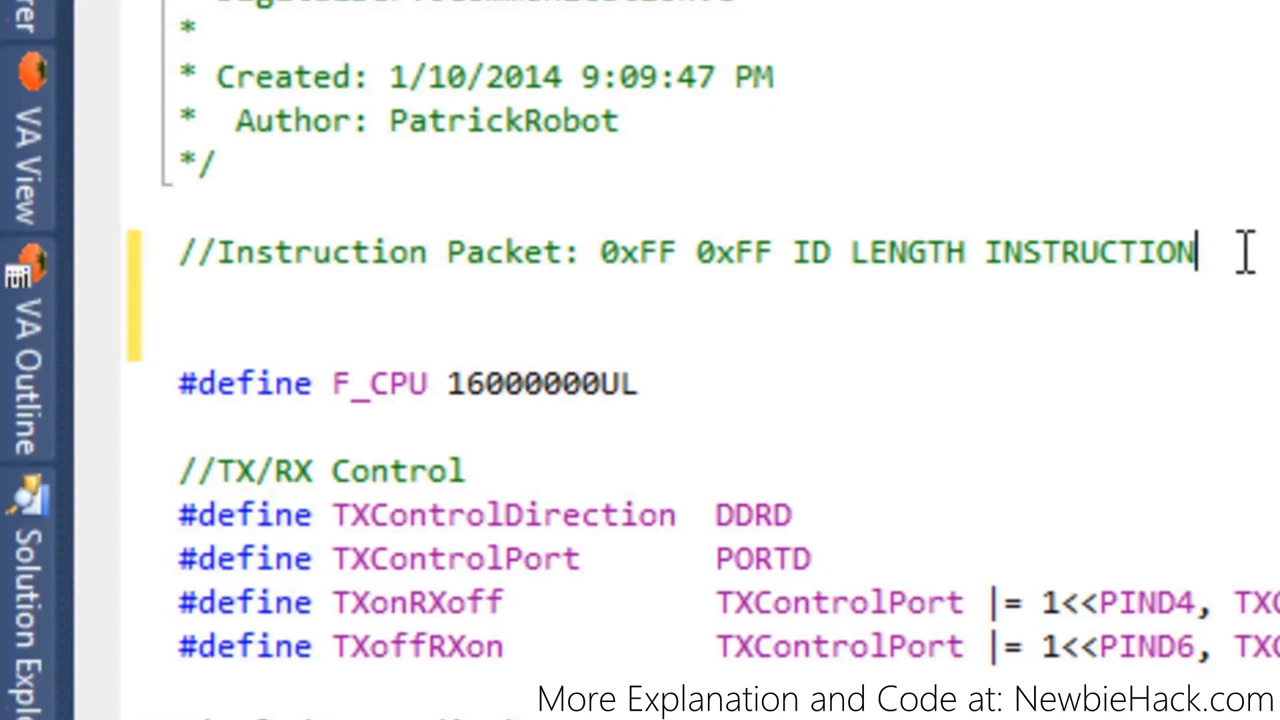 *
* Created: 1/10/2014 9:09:47 PM
* Author: PatrickRobot
*/
//Instruction Packet: 0xFF 0xFF ID LENGTH INSTRUCTION
#define F_CPU 16000000UL
//TX/RX Control
#define TXControlDirection DDRD
#define TXControlPort PORTD
#define TXonRXoff TXControlPort |= 1<<PIND4,
#define TXoffRXon TXControlPort |= 1<<PIND6,
VA View
VA Outline
Solution
More Explanation and Code at: NewbieHack.com